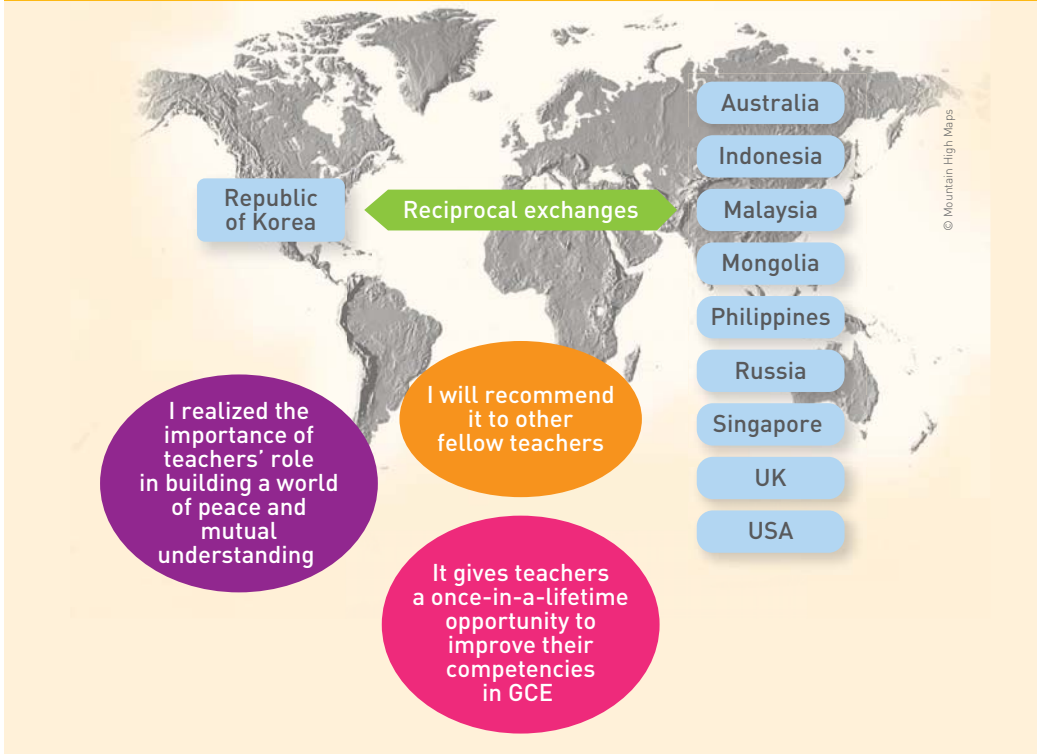 Australia
Indonesia
Republic
of Korea
Reciprocal exchanges
Malaysia
Mongolia
Philippines
Russia
Singapore
UK
USA
© Mountain High Maps
I realized the
importance of
teachers’ role
in building a world
of peace and
mutual
understanding
I will recommend
it to other
fellow teachers
It gives teachers
a once-in-a-lifetime
opportunity to
improve their
competencies
in GCE